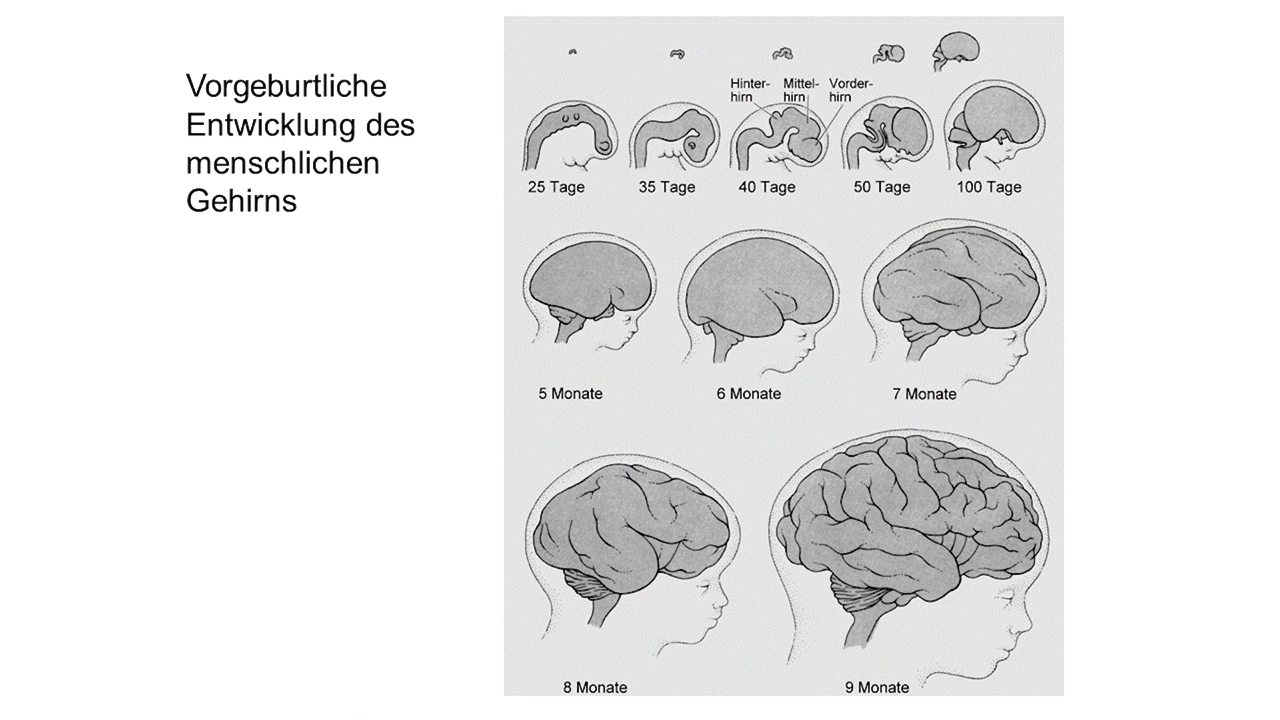 Vorgeburtliche
Entwicklung des
menschlichen
Gehirns
Hinter- Mittel- Vorder-
hirn hirn hirn
25 Tage 35 Tage 40 Tage 50 Tage 100 Tage
5 Monate 6 Monate 7 Monate
8 Monate 9 Monate